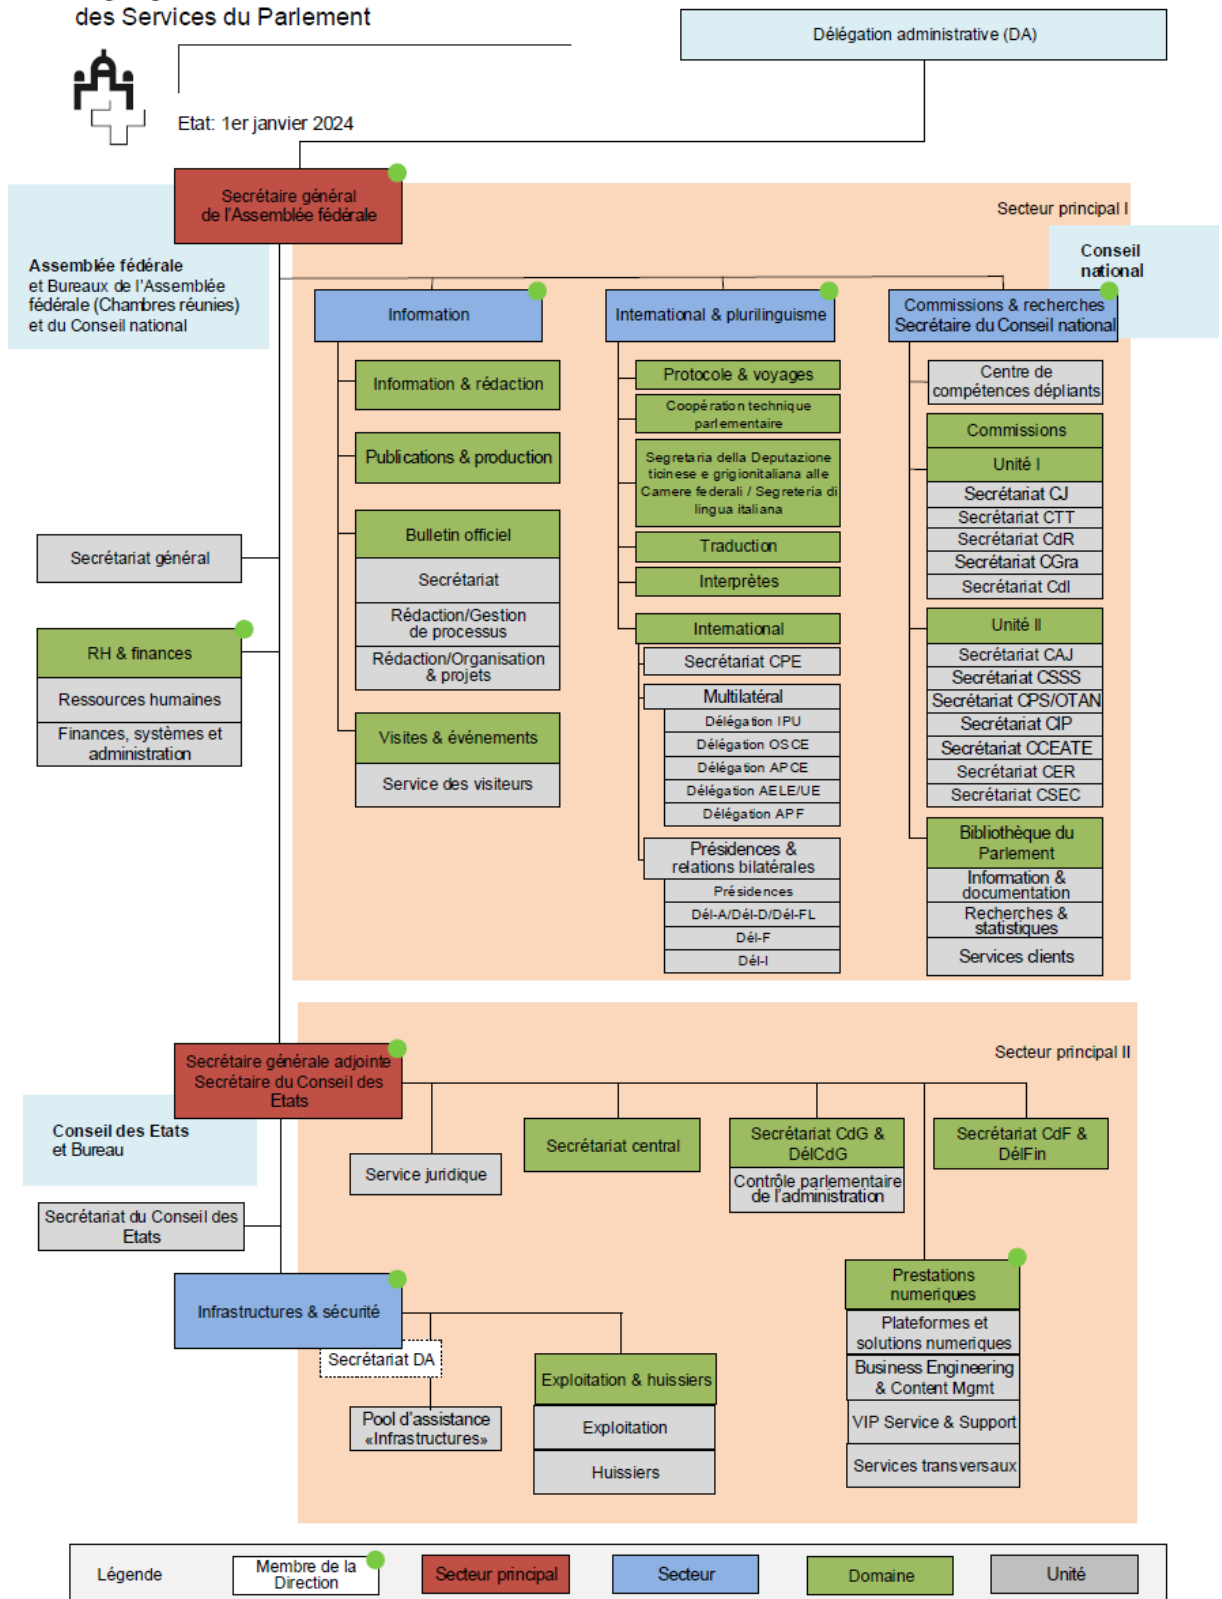 des Services du Parlement
Délégation administrative (DA)
Etat: 1er janvier 2024
Secrétaire général
de l'Assemblée fédérale
Secteur principal I
Assemblée fédérale
et Bureaux de l'Assemblée
fédérale (Chambres réunies)
et du Conseil national
Conseil
national
Information
International & plurilinguisme
Commissions & recherches
Secrétaire du Conseil national
Information & rédaction
Publications & production
Bulletin officiel
Secrétariat
Rédaction/Gestion
de processus
Rédaction/Organisation
& projets
Visites & événements
Service des visiteurs
Protocole & voyages
Coopération technique
parlementaire
Segretaria della Deputazione
ticinese e grigionitaliana alle
Camere federali / Segreteria di
lingua italiana
Traduction
Interprètes
International
Secrétariat CPE
Multilatéral
Délégation IPU
Délégation OSCE
Délégation APCE
Délégation AELE/UE
Délégation APF
Présidences &
relations bilatérales
Présidences
Dél-A/Dél-D/Dél-FL
Dél-F
Dél-I
Centre de
compétences dépliants
Commissions
Unité I
Secrétariat CJ
Secrétariat CTT
Secrétariat CdR
Secrétariat CGra
Secrétariat CdI
Unité II
Secrétariat CAJ
Secrétariat CSSS
Secrétariat CPS/OTAN
Secrétariat CIP
Secrétariat CCEATE
Secrétariat CER
Secrétariat CSEC
Bibliothèque du
Parlement
Information &
documentation
Recherches &
statistiques
Services clients
Secrétariat général
RH & finances
Ressources humaines
Finances, systèmes et
administration
Secteur principal II
Secrétaire générale adjointe
Secrétaire du Conseil des
Etats
Conseil des Etats
et Bureau
Secrétariat du Conseil des
Etats
Service juridique
Secrétariat central
Secrétariat CdG &
DélCdG
Contrôle parlementaire
de l'administration
Secrétariat CdF &
DélFin
Prestations
numeriques
Plateformes et
solutions numeriques
Business Engineering
& Content Mgmt
VIP Service & Support
Services transversaux
Infrastructures & sécurité
Secrétariat DA
Pool d'assistance
«Infrastructures»
Exploitation & huissiers
Exploitation
Huissiers
Légende
Membre de la
Direction
Secteur principal
Secteur
Domaine
Unité